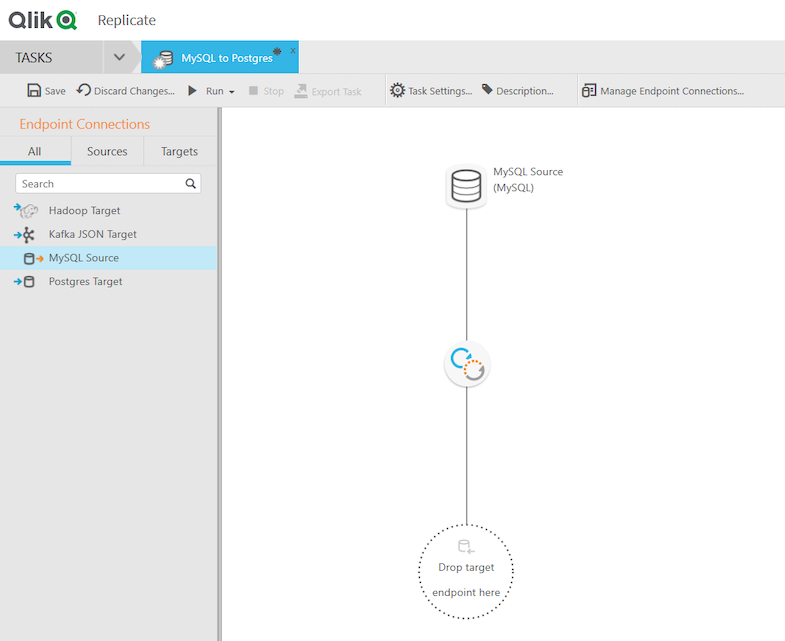 Qlik Replicate
TASKS
MySQL to Postgres
x
Save
Discard Changes...
Run
Stop
Export Task
Task Settings...
Description...
Manage Endpoint Connections...
Endpoint Connections
All
Sources
Targets
Search
Hadoop Target
Kafka JSON Target
MySQL Source
Postgres Target
MySQL Source
(MySQL)
Drop target
endpoint here